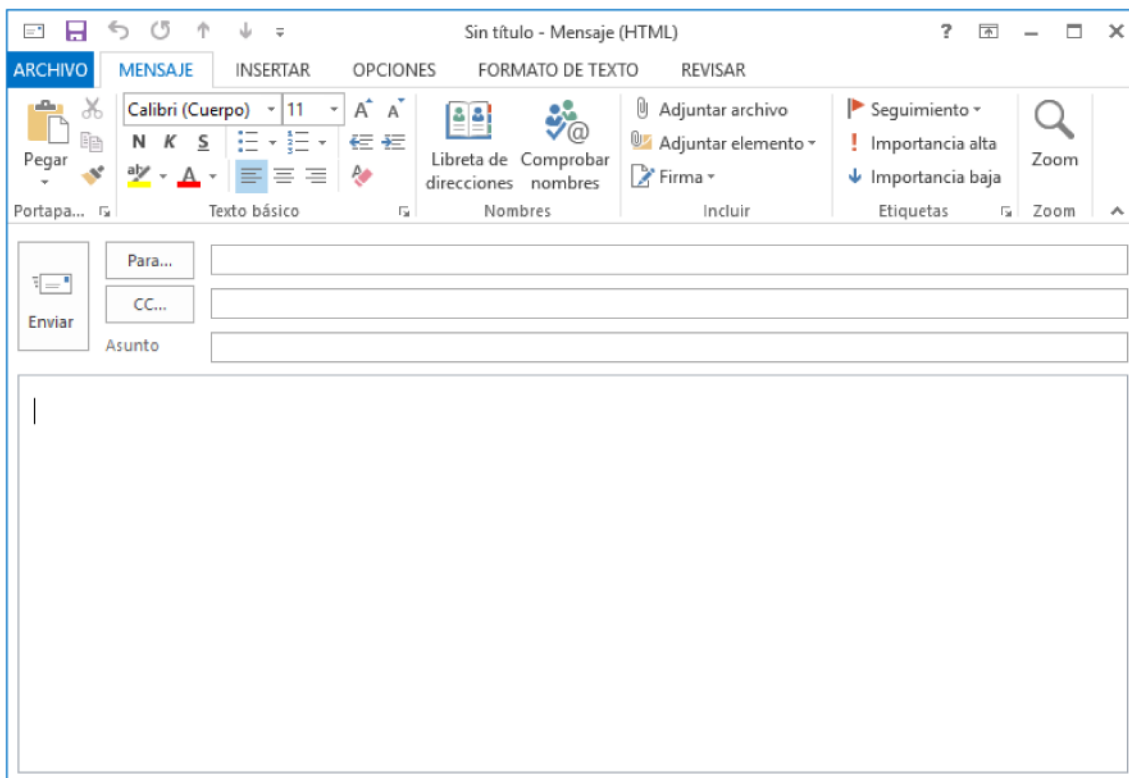 Sin título - Mensaje (HTML) ?
ARCHIVO MENSAJE INSERTAR OPCIONES FORMATO DE TEXTO REVISAR
Calibri (Cuerpo) 11 A A Adjuntar archivo Seguimiento
N K S Adjuntar elemento ! Importancia alta
Pegar Libreta de direcciones Comprobar nombres Zoom
aby A Firma Importancia baja
Portapa... Texto básico Nombres Incluir Etiquetas Zoom
Para...
CC...
Enviar
Asunto